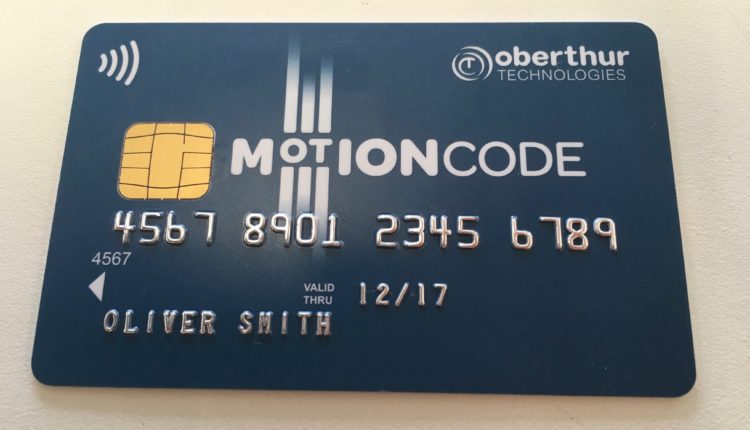 oberthur
TECHNOLOGIES
MOTIONCODE
4567 8901 2345 6789
4567
VALID
THRU
12/17
OLIVER SMITH